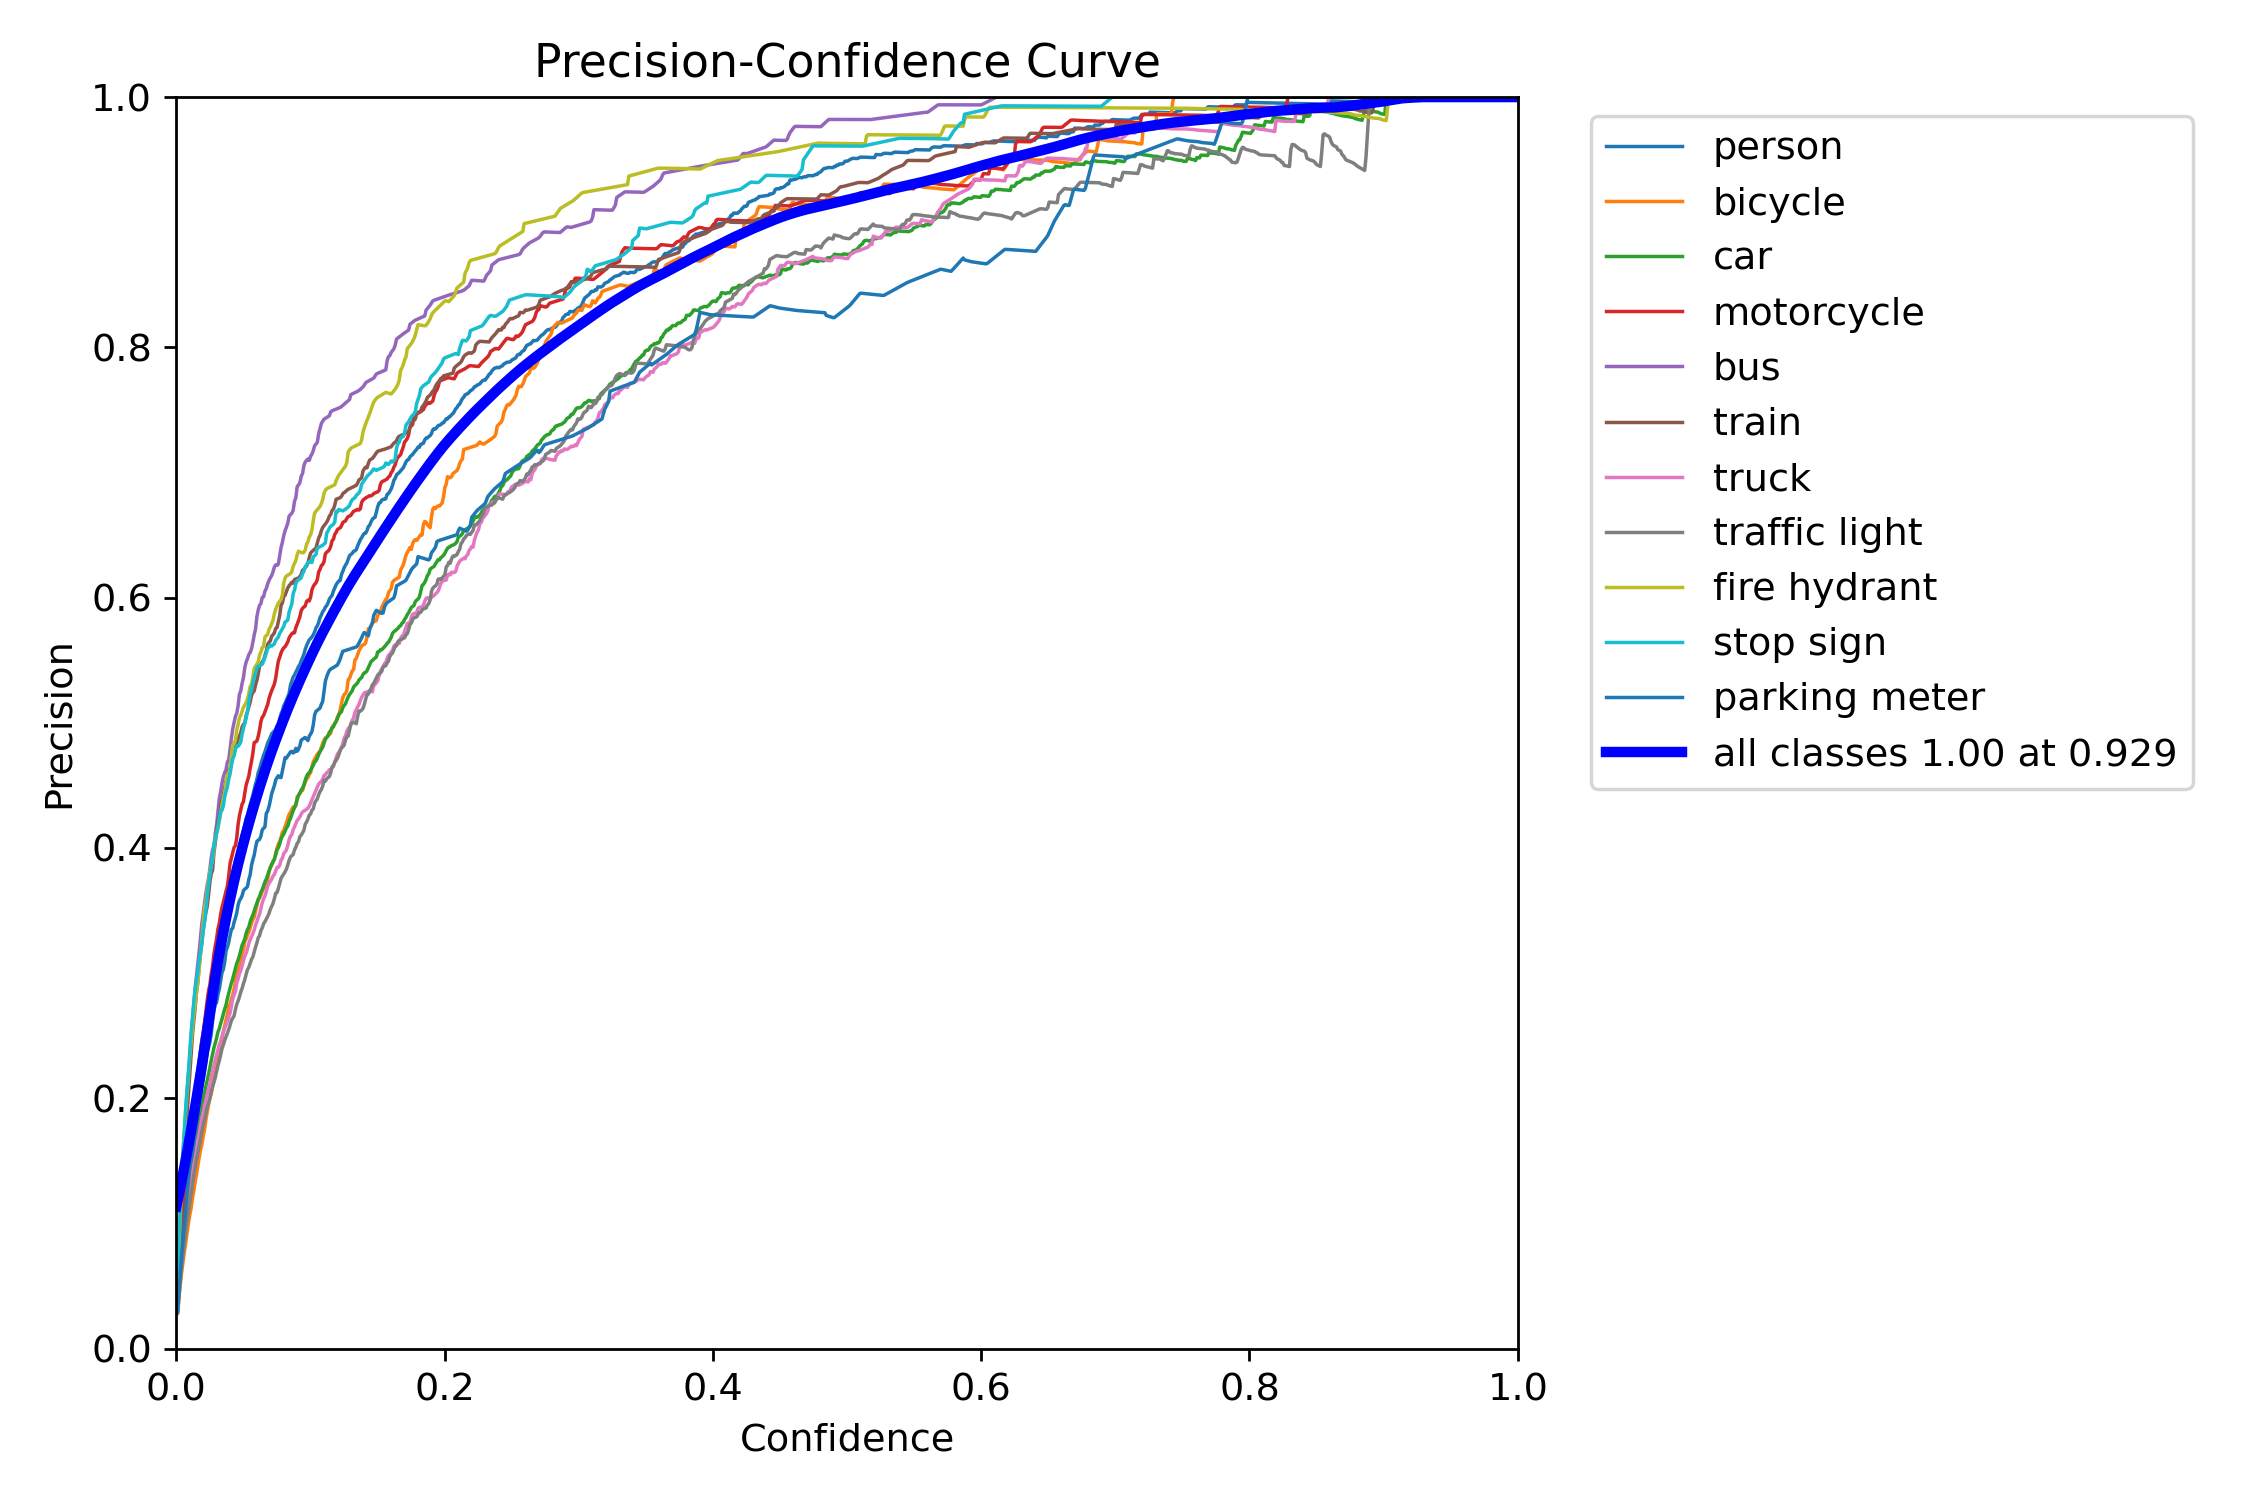 Precision-Confidence Curve
1.0
0.8
0.6
0.4
0.2
0.0
Precision
0.0 0.2 0.4 0.6 0.8 1.0
Confidence
person
bicycle
car
motorcycle
bus
train
truck
traffic light
fire hydrant
stop sign
parking meter
all classes 1.00 at 0.929